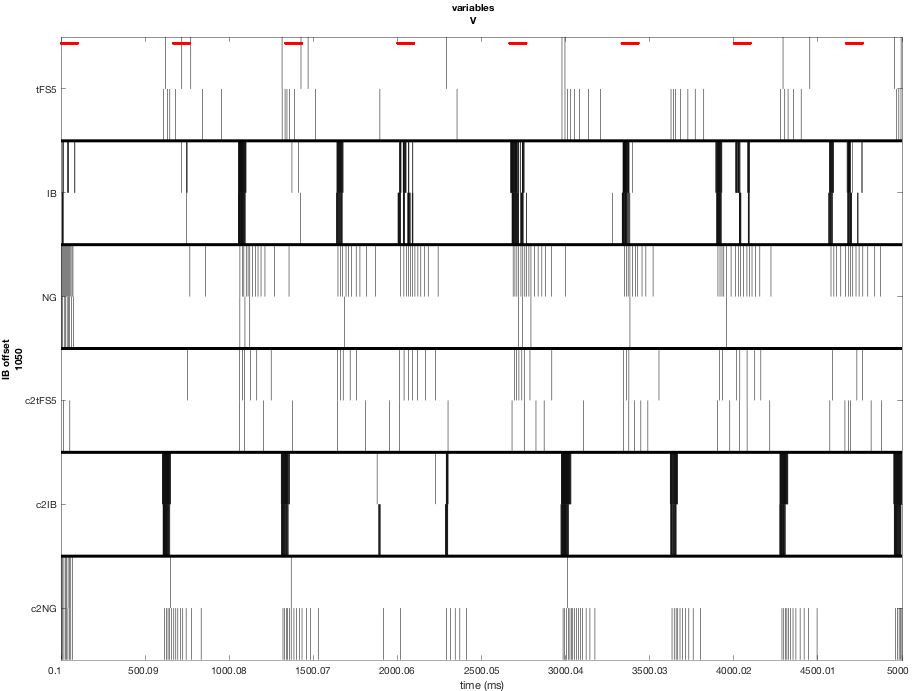 variables
V
tFS5
IB
NG
IB offset
1050
c2tFS5
c2IB
c2NG
0.1 500.09 1000.08 1500.07 2000.06 2500.05 3000.04 3500.03 4000.02 4500.01 5000
time (ms)